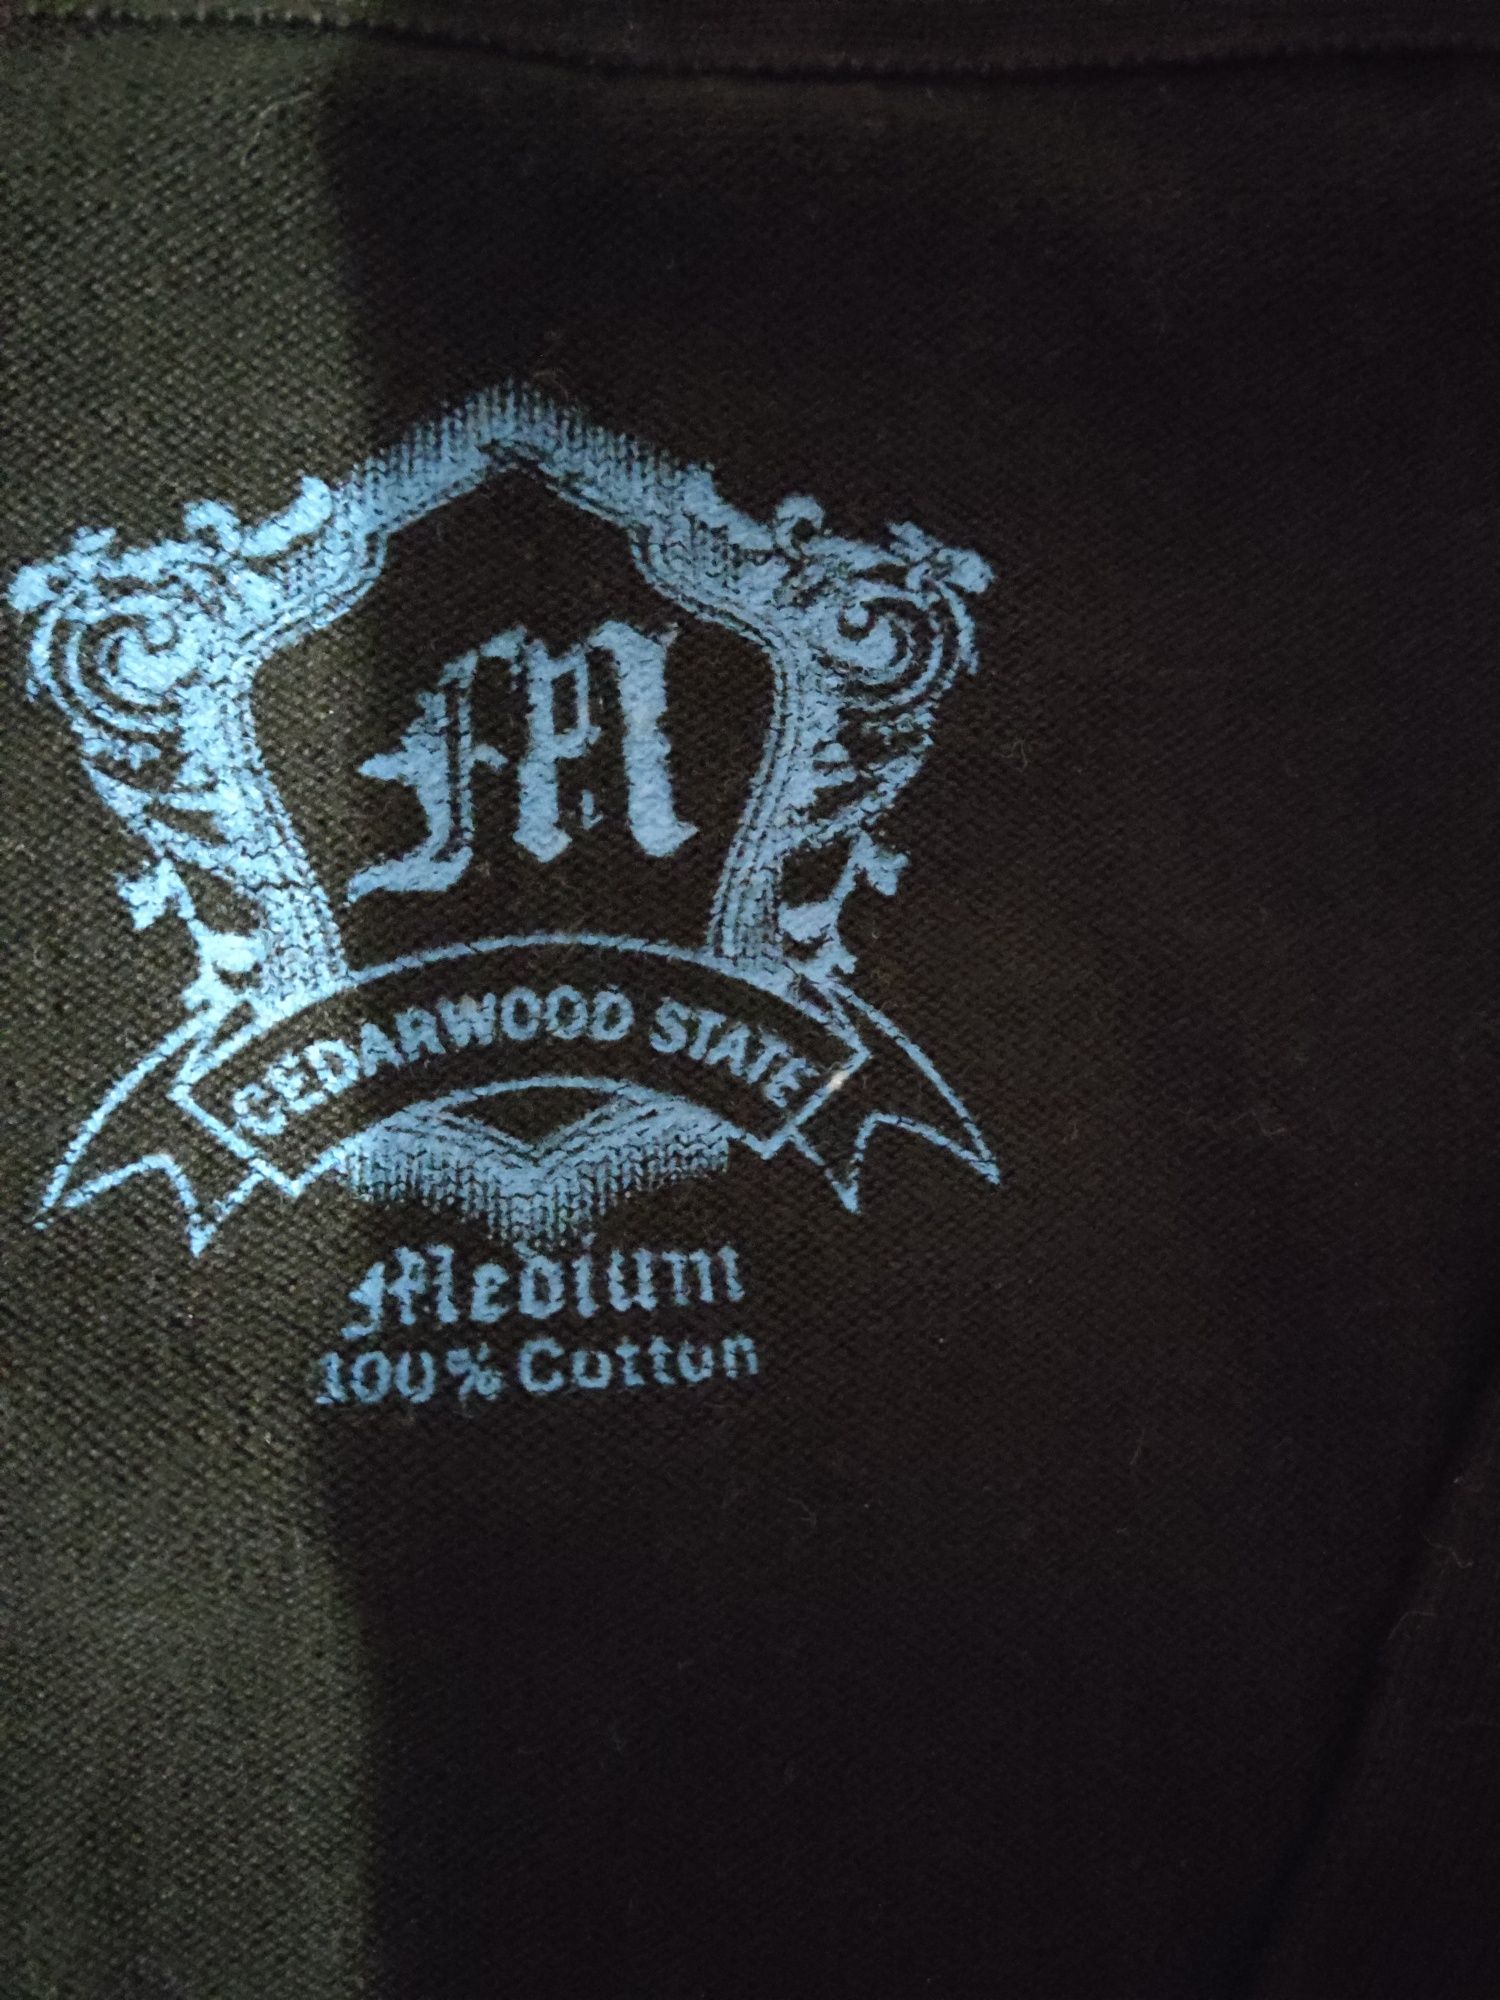 M
CEDARWOOD STATE
Medium
100% Cotton